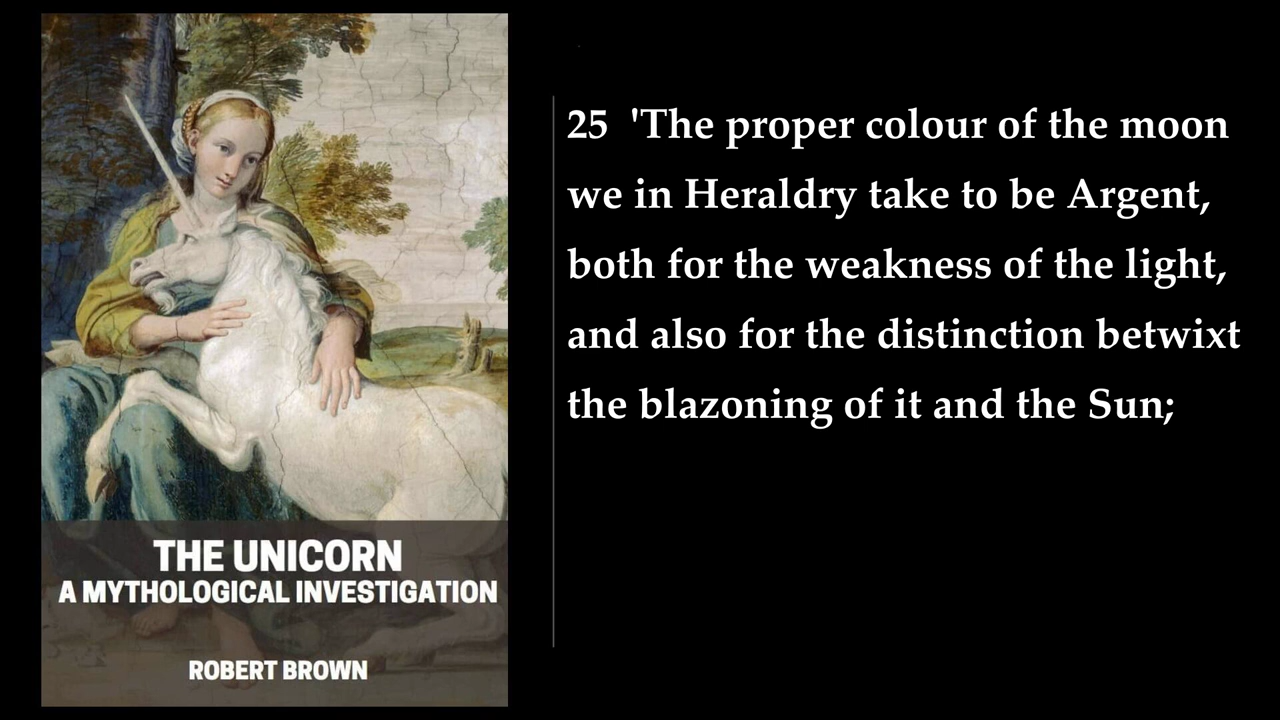 THE UNICORN
A MYTHOLOGICAL INVESTIGATION
ROBERT BROWN
25 'The proper colour of the moon
we in Heraldry take to be Argent,
both for the weakness of the light,
and also for the distinction betwixt
the blazoning of it and the Sun;